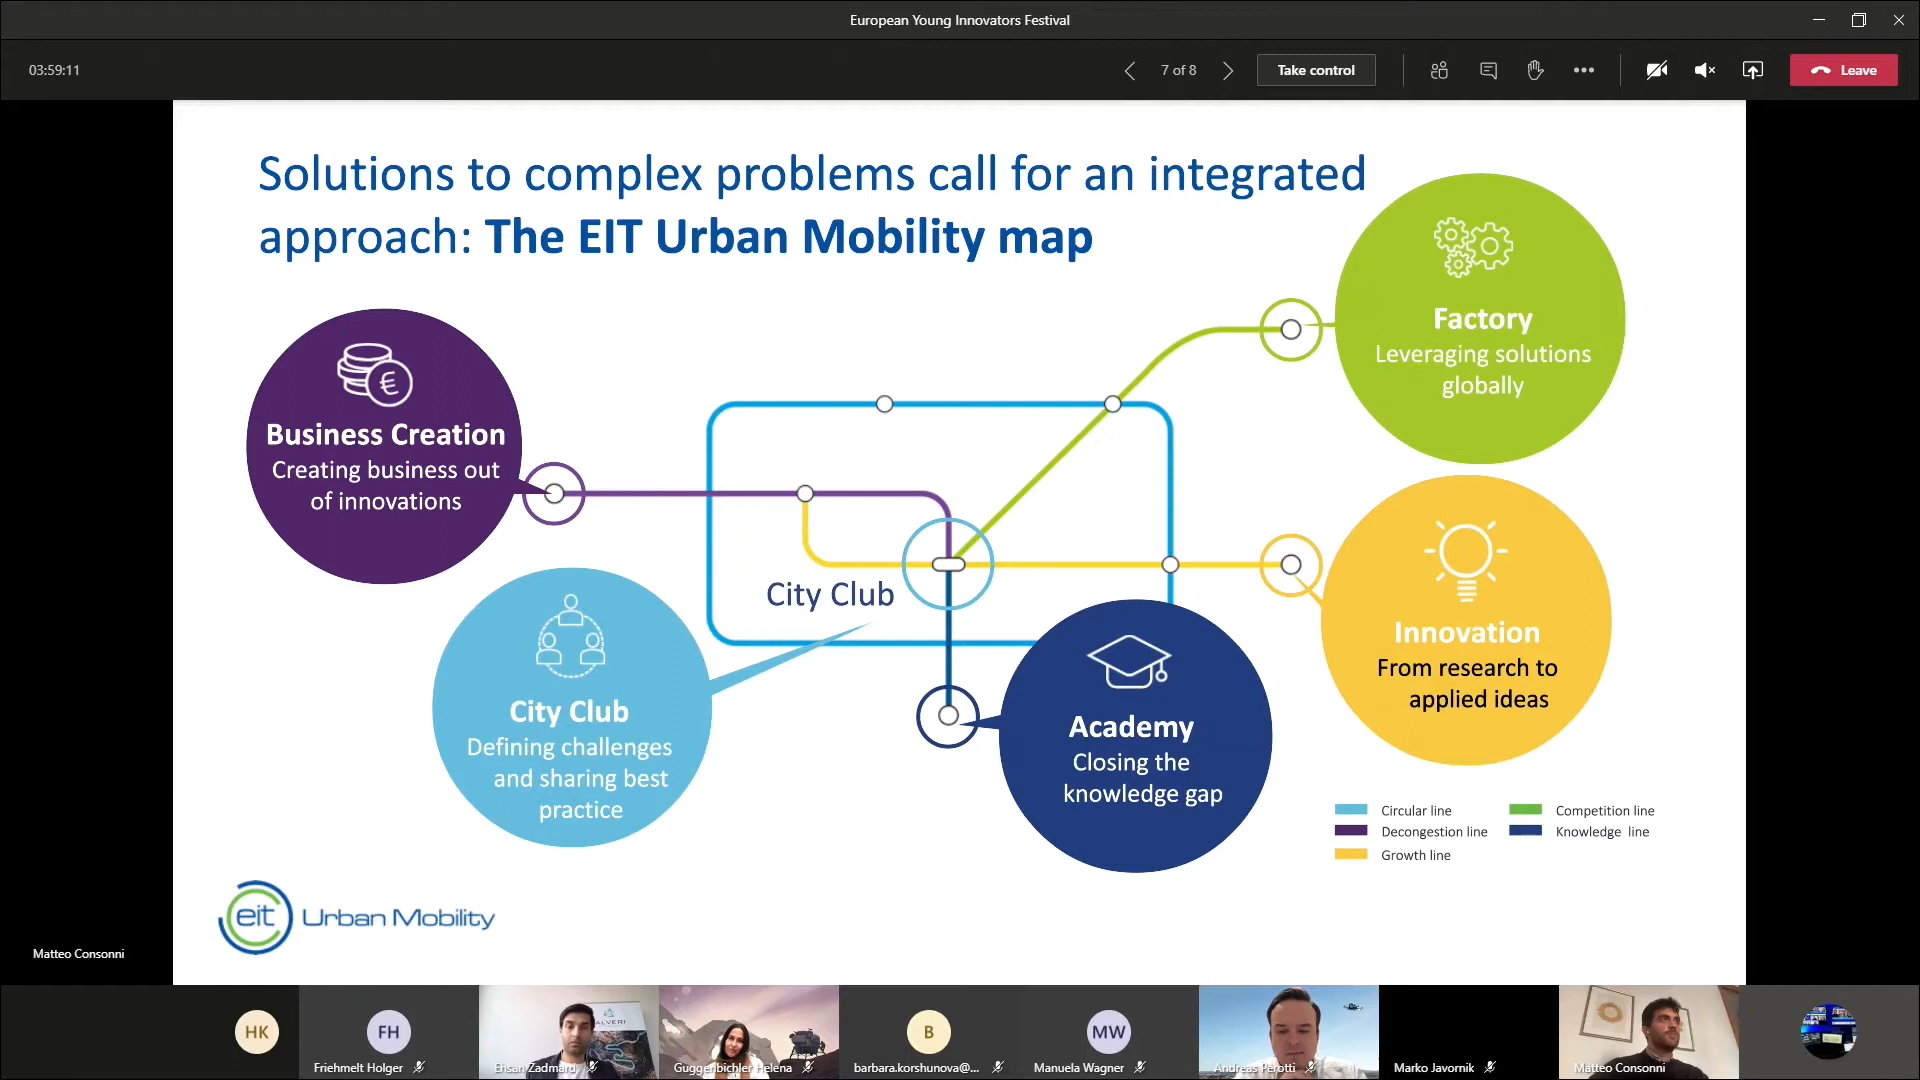 European Young Innovators Festival
03:59:11
7 of 8
Take control
Leave
Solutions to complex problems call for an integrated
approach: The EIT Urban Mobility map
Factory
Leveraging solutions
globally
Business Creation
Creating business out
of innovations
City Club
Innovation
From research to
applied ideas
City Club
Defining challenges
and sharing best
practice
Academy
Closing the
knowledge gap
Circular line
Competition line
Decongestion line
Knowledge line
Growth line
eit Urban Mobility
Matteo Consonni
HK
FH
Friehmelt Holger
ALVERI
Ehsan Zadmard
Guggenbichler Helena
B
barbara.korshunova@...
MW
Manuela Wagner
Andreas Perotti
Marko Javornik
Matteo Consonni